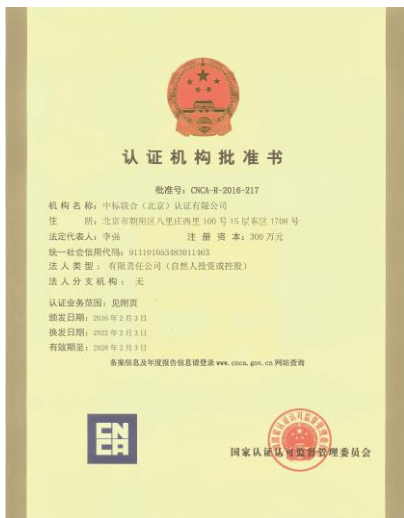 认证机构批准书
批准号：CNCA-R-2016-217
机构名称：中标联合（北京）认证有限公司
住 所：北京市朝阳区八里庄西里100号15层东区1708号
法定代表人：李强 注册资本：300万元
统一社会信用代码：911101053483011463
法人类型：有限责任公司（自然人投资或控股）
法人分支机构：无
认证业务范围：见附页
颁发日期：2016年2月3日
换发日期：2022年2月3日
有效期至：2028年2月3日
备案信息及年度报告信息请登录www.cnca.gov.cn网站查询
CNCA
国家认证认可监督管理委员会